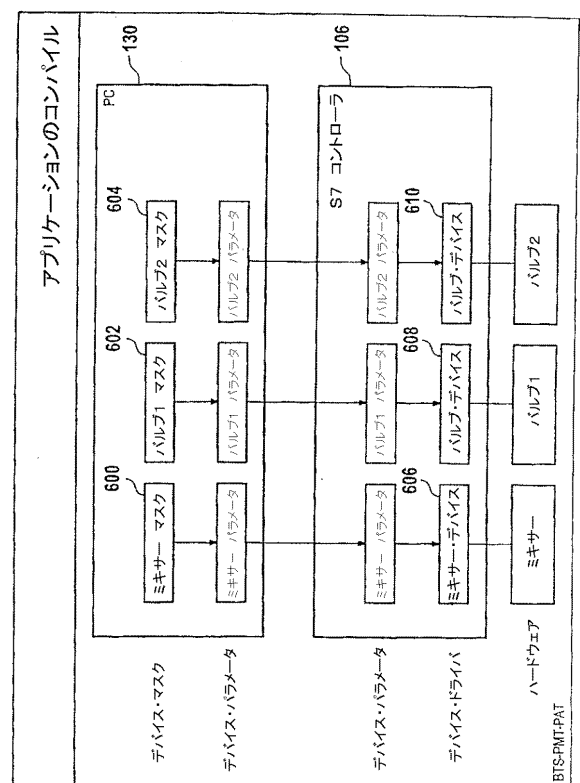 アプリケーションのコンパイル
PC
130
600
602
604
デバイス・マスク
ミキサー マスク
バルブ1 マスク
バルブ2 マスク
デバイス・パラメータ
ミキサー パラメータ
バルブ1 パラメータ
バルブ2 パラメータ
S7 コントローラ
106
デバイス・パラメータ
ミキサー パラメータ
バルブ1 パラメータ
バルブ2 パラメータ
606
608
610
デバイス・ドライバ
ミキサー・デバイス
バルブ・デバイス
バルブ・デバイス
ハードウェア
ミキサー
バルブ1
バルブ2
BTS-PMT-PAT